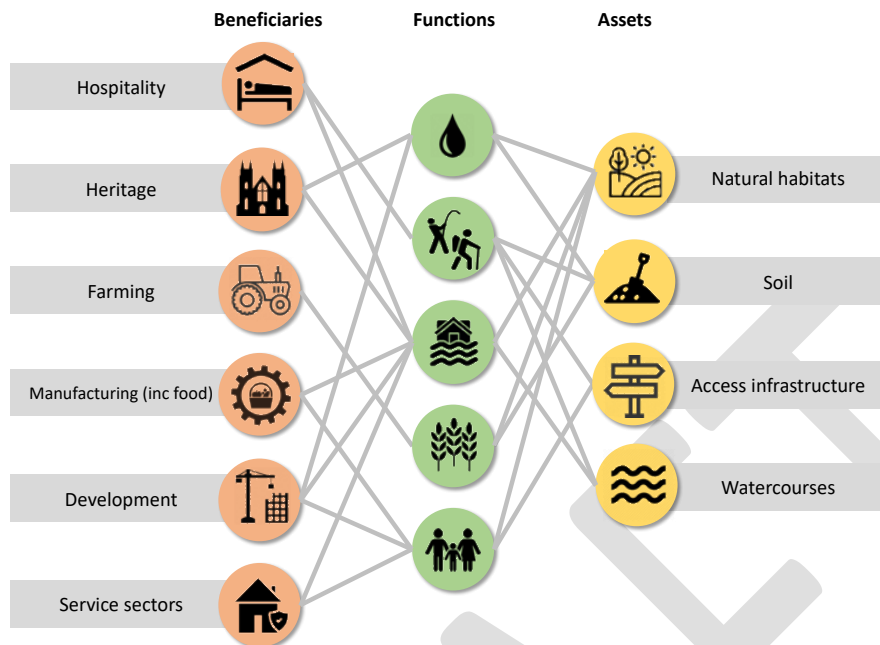 Beneficiaries Functions Assets
Hospitality
Heritage
Farming
Manufacturing (inc food)
Development
Service sectors
Natural habitats
Soil
Access infrastructure
Watercourses